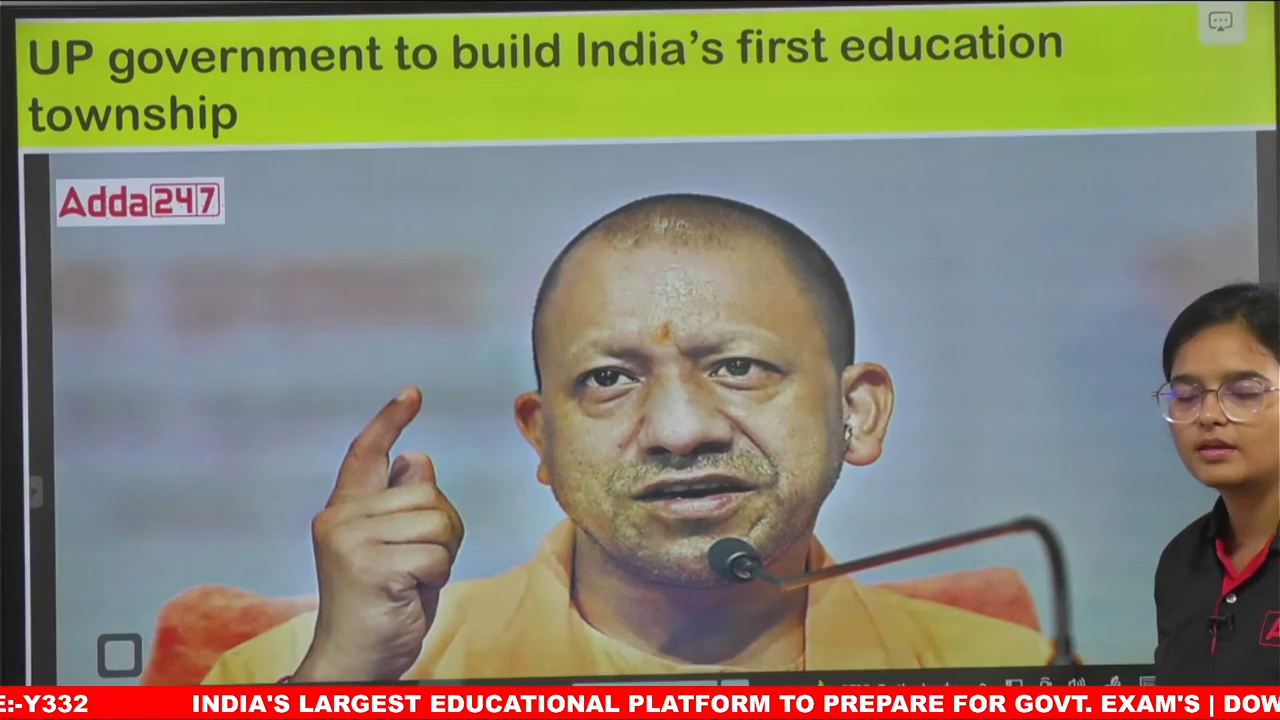 UP government to build India’s first education
township
Adda247
E:-Y332 INDIA'S LARGEST EDUCATIONAL PLATFORM TO PREPARE FOR GOVT. EXAM'S | DOW